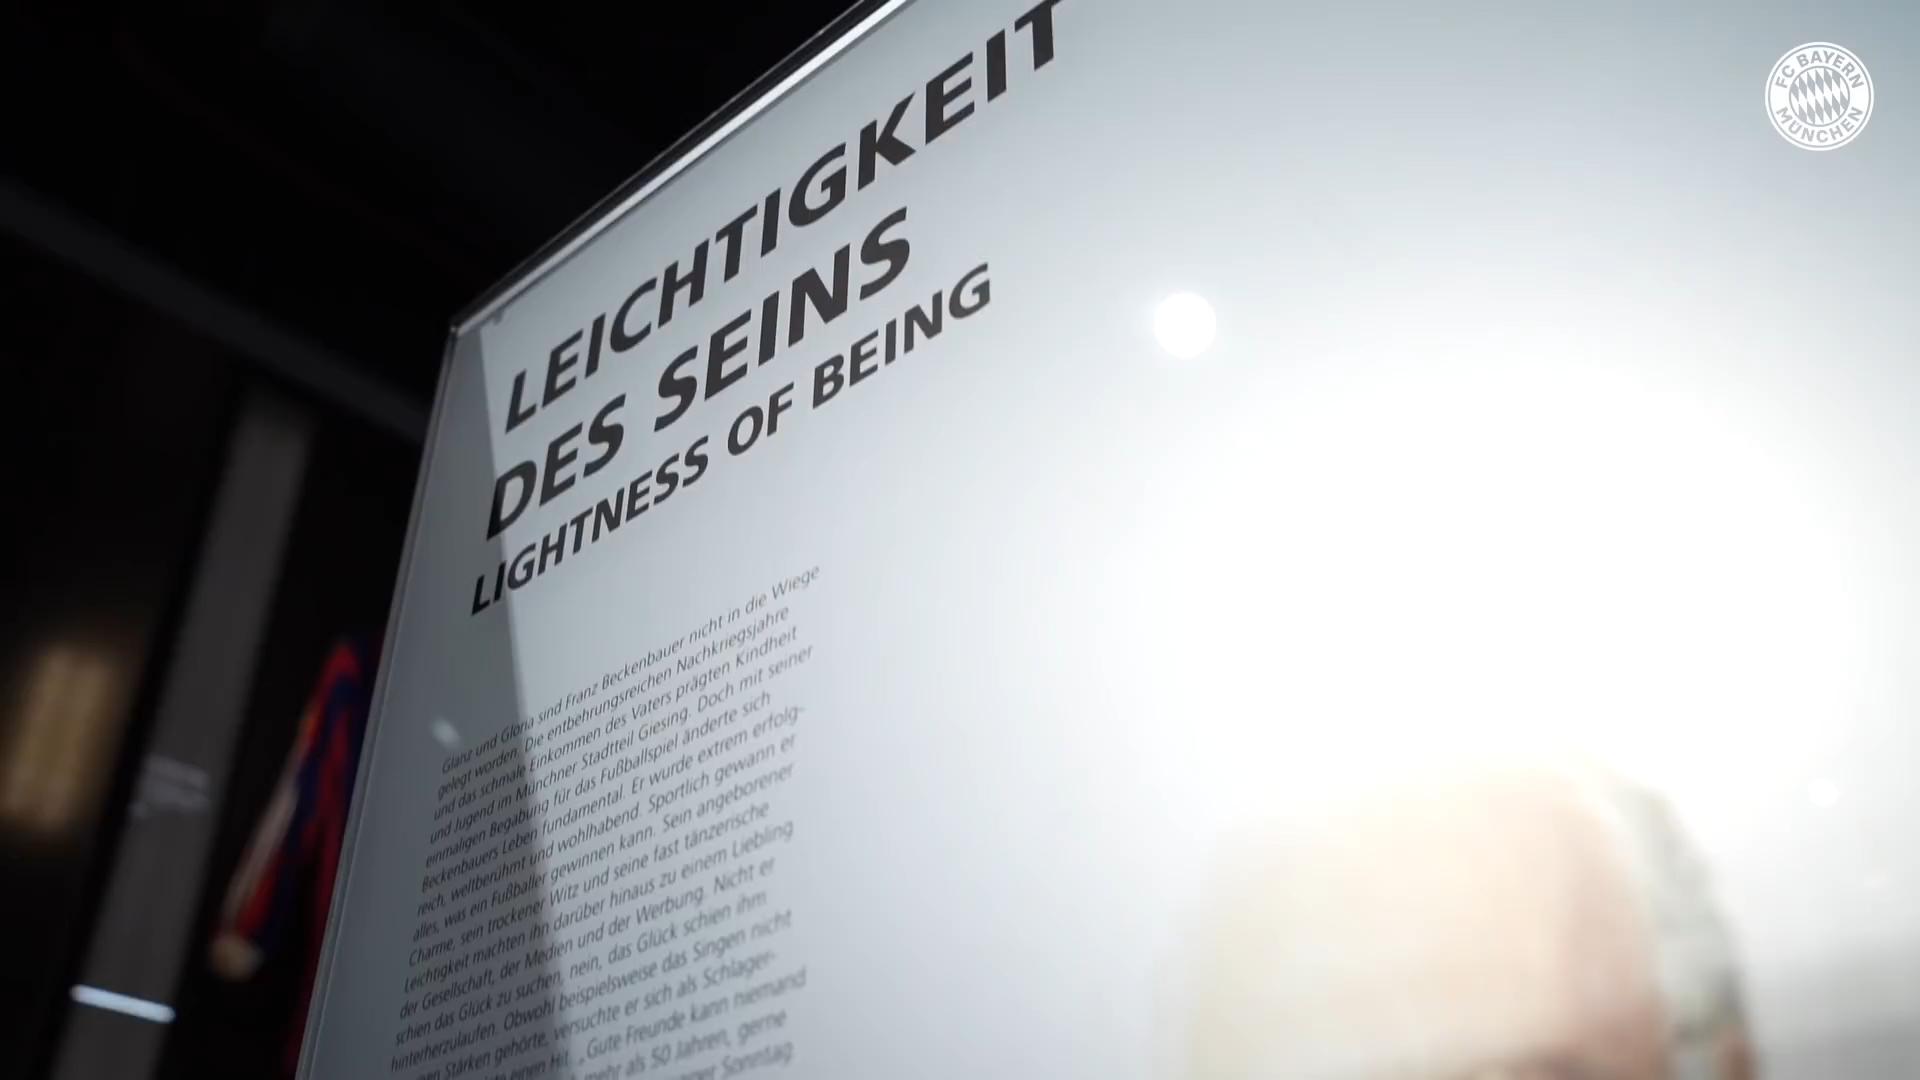 FC BAYERN
MÜNCHEN
LEICHTIGKEIT
DES SEINS
LIGHTNESS OF BEING
Glanz und Gloria sind Franz Beckenbauer nicht in die Wiege
gelegt worden. Die entbehrungsreichen Nachkriegsjahre
und das schmale Einkommen des Vaters prägten Kindheit
und Jugend im Münchner Stadtteil Giesing. Doch mit seiner
einmaligen Begabung für das Fußballspiel änderte sich
Beckenbauers Leben fundamental. Er wurde extrem erfolg-
reich, weltberühmt und wohlhabend. Sportlich gewann er
alles, was ein Fußballer gewinnen kann. Sein angeborener
Charme, sein trockener Witz und seine fast tänzerische
Leichtigkeit machten ihn darüber hinaus zu einem Liebling
der Gesellschaft, der Medien und der Werbung. Nicht er
schien das Glück zu suchen, nein, das Glück schien ihm
hinterherzulaufen. Obwohl beispielsweise das Singen nicht
Stärken gehörte, versuchte er sich als Schlager-
einen Hit. „Gute Freunde kann niemand
mehr als 50 Jahren, gerne
Sonntag